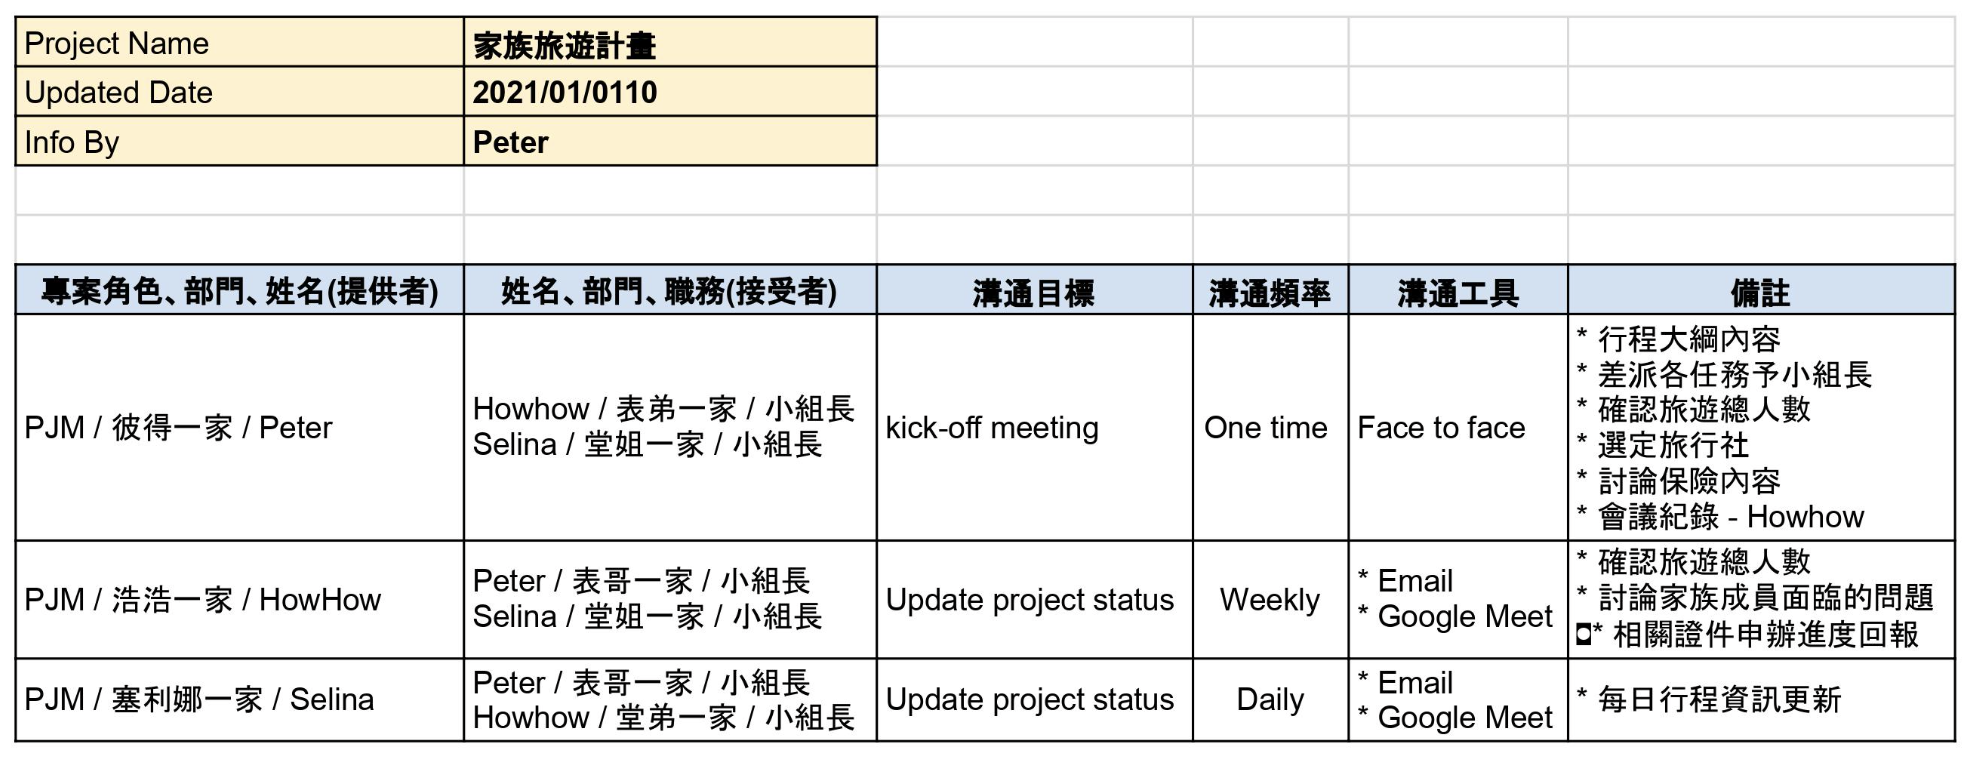 Project Name 家族旅遊計畫
Updated Date 2021/01/0110
Info By Peter
專案角色、部門、姓名(提供者) 姓名、部門、職務(接受者) 溝通目標 溝通頻率 溝通工具 備註
PJM / 彼得一家 / Peter
Howhow / 表弟一家 / 小組長
Selina / 堂姐一家 / 小組長
kick-off meeting
One time
Face to face
* 行程大綱內容
* 差派各任務予小組長
* 確認旅遊總人數
* 選定旅行社
* 討論保險內容
* 會議紀錄 - Howhow
PJM / 浩浩一家 / HowHow
Peter / 表哥一家 / 小組長
Selina / 堂姐一家 / 小組長
Update project status
Weekly
* Email
* Google Meet
* 確認旅遊總人數
* 討論家族成員面臨的問題
◘* 相關證件申辦進度回報
PJM / 塞利娜一家 / Selina
Peter / 表哥一家 / 小組長
Howhow / 堂弟一家 / 小組長
Update project status
Daily
* Email
* Google Meet
* 每日行程資訊更新